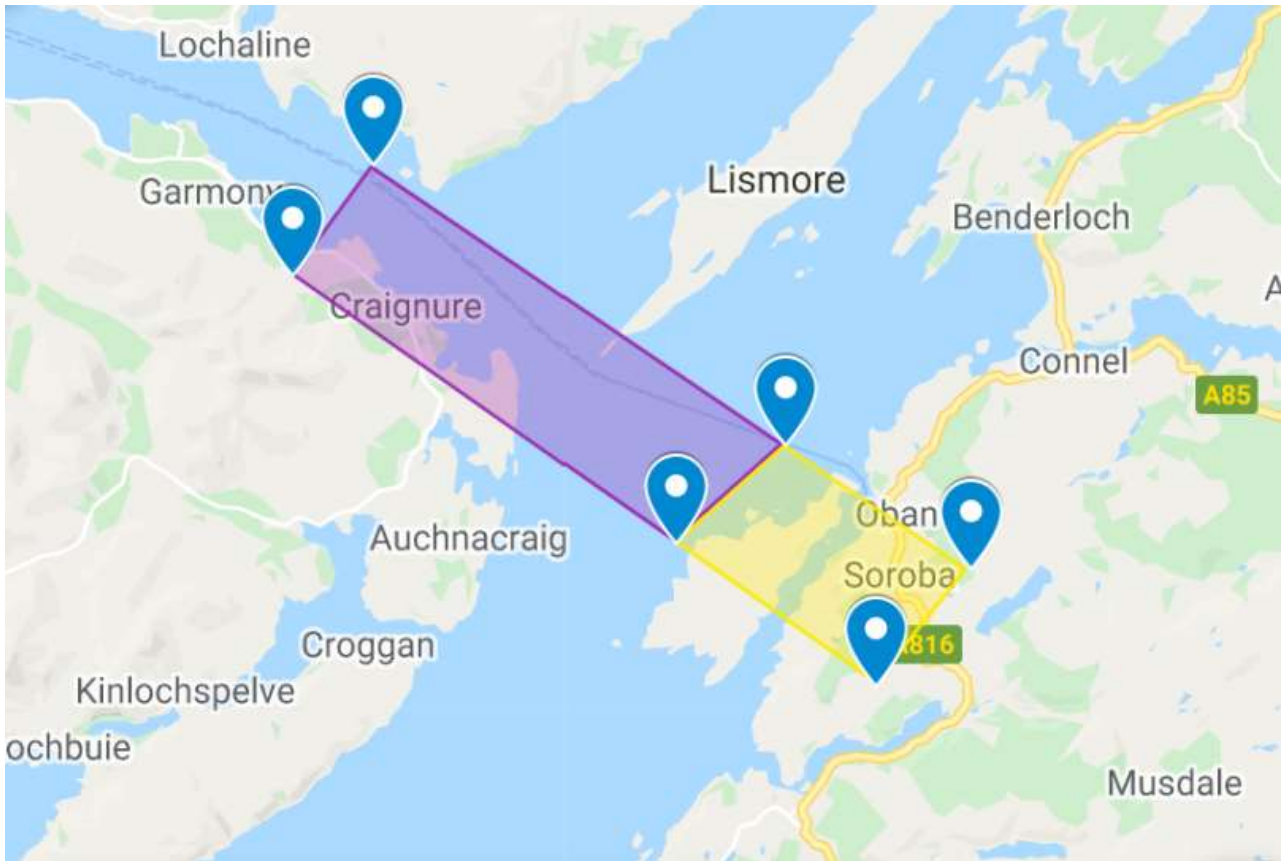 Lochaline
Lismore
Garmony
Benderloch
Craignure
Connel
A85
Oban
Auchnacraig
Soroba
Croggan
A816
Kinlochspelve
ochbuie
Musdale
A